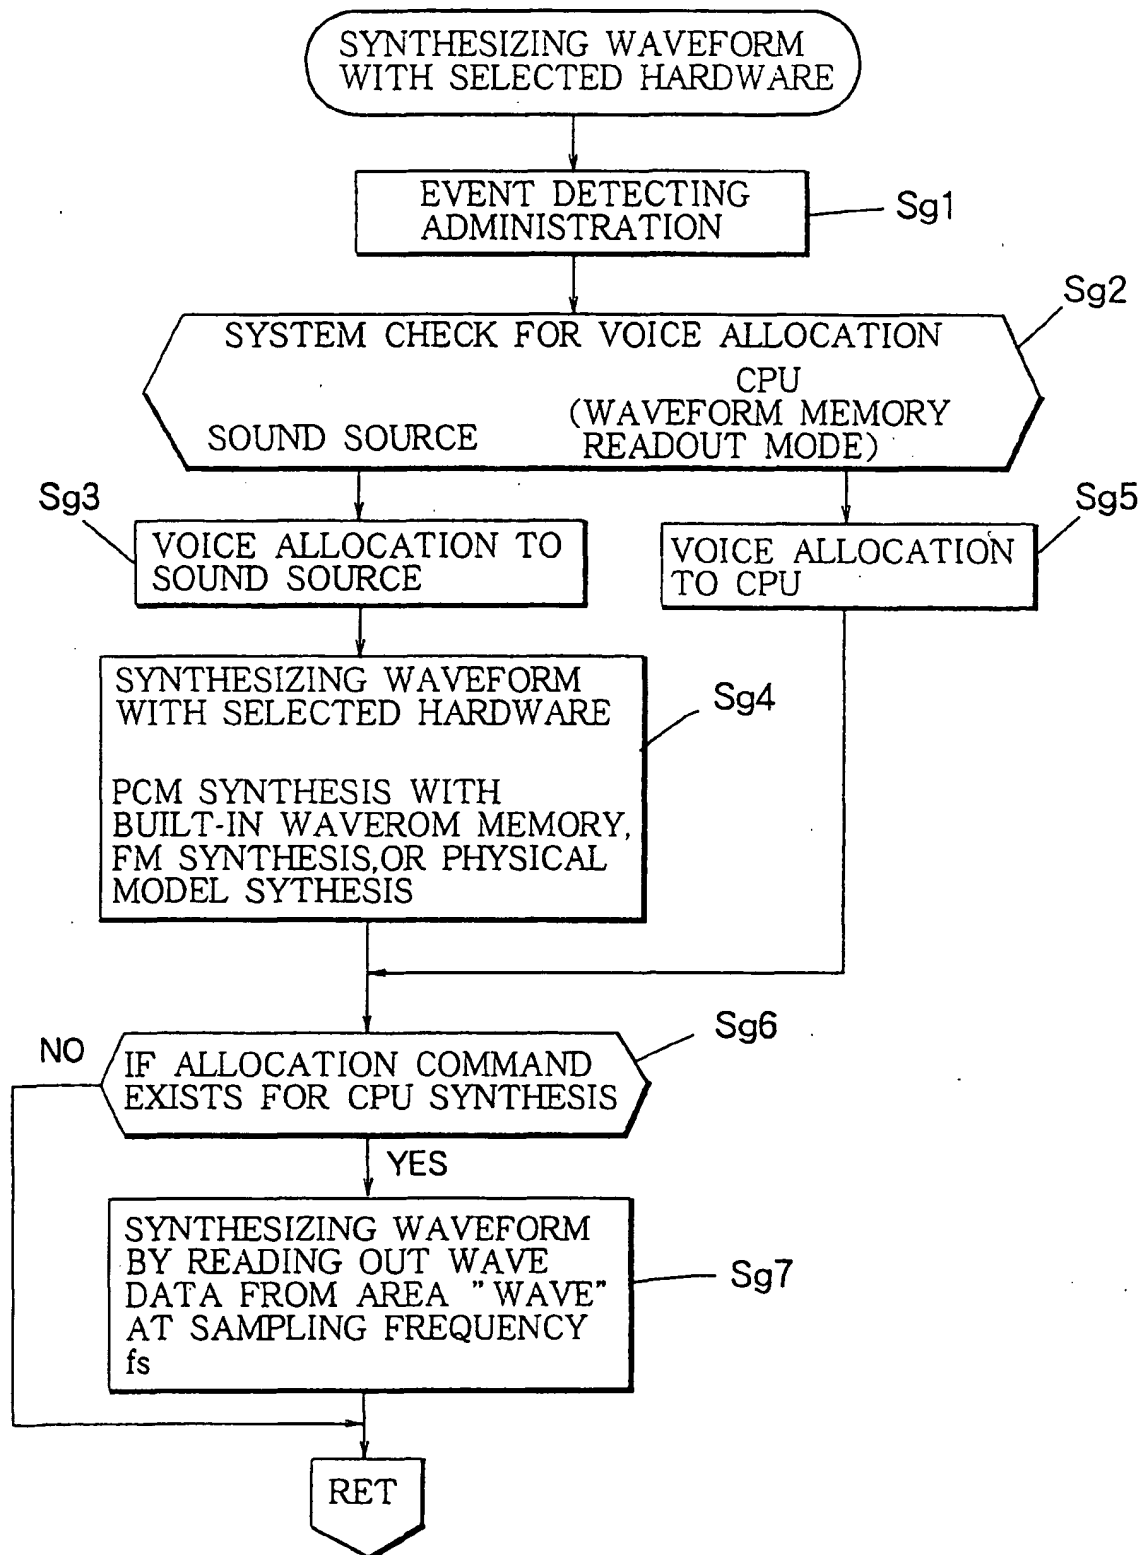 SYNTHESIZING WAVEFORM
WITH SELECTED HARDWARE
EVENT DETECTING
ADMINISTRATION
Sg1
Sg2
SYSTEM CHECK FOR VOICE ALLOCATION
CPU
(WAVEFORM MEMORY
READOUT MODE)
SOUND SOURCE
Sg3
VOICE ALLOCATION TO
SOUND SOURCE
Sg5
VOICE ALLOCATION
TO CPU
SYNTHESIZING WAVEFORM
WITH SELECTED HARDWARE
PCM SYNTHESIS WITH
BUILT-IN WAVEROM MEMORY,
FM SYNTHESIS,OR PHYSICAL
MODEL SYTHESIS
Sg4
Sg6
NO
IF ALLOCATION COMMAND
EXISTS FOR CPU SYNTHESIS
YES
SYNTHESIZING WAVEFORM
BY READING OUT WAVE
DATA FROM AREA "WAVE"
AT SAMPLING FREQUENCY
fs
Sg7
RET